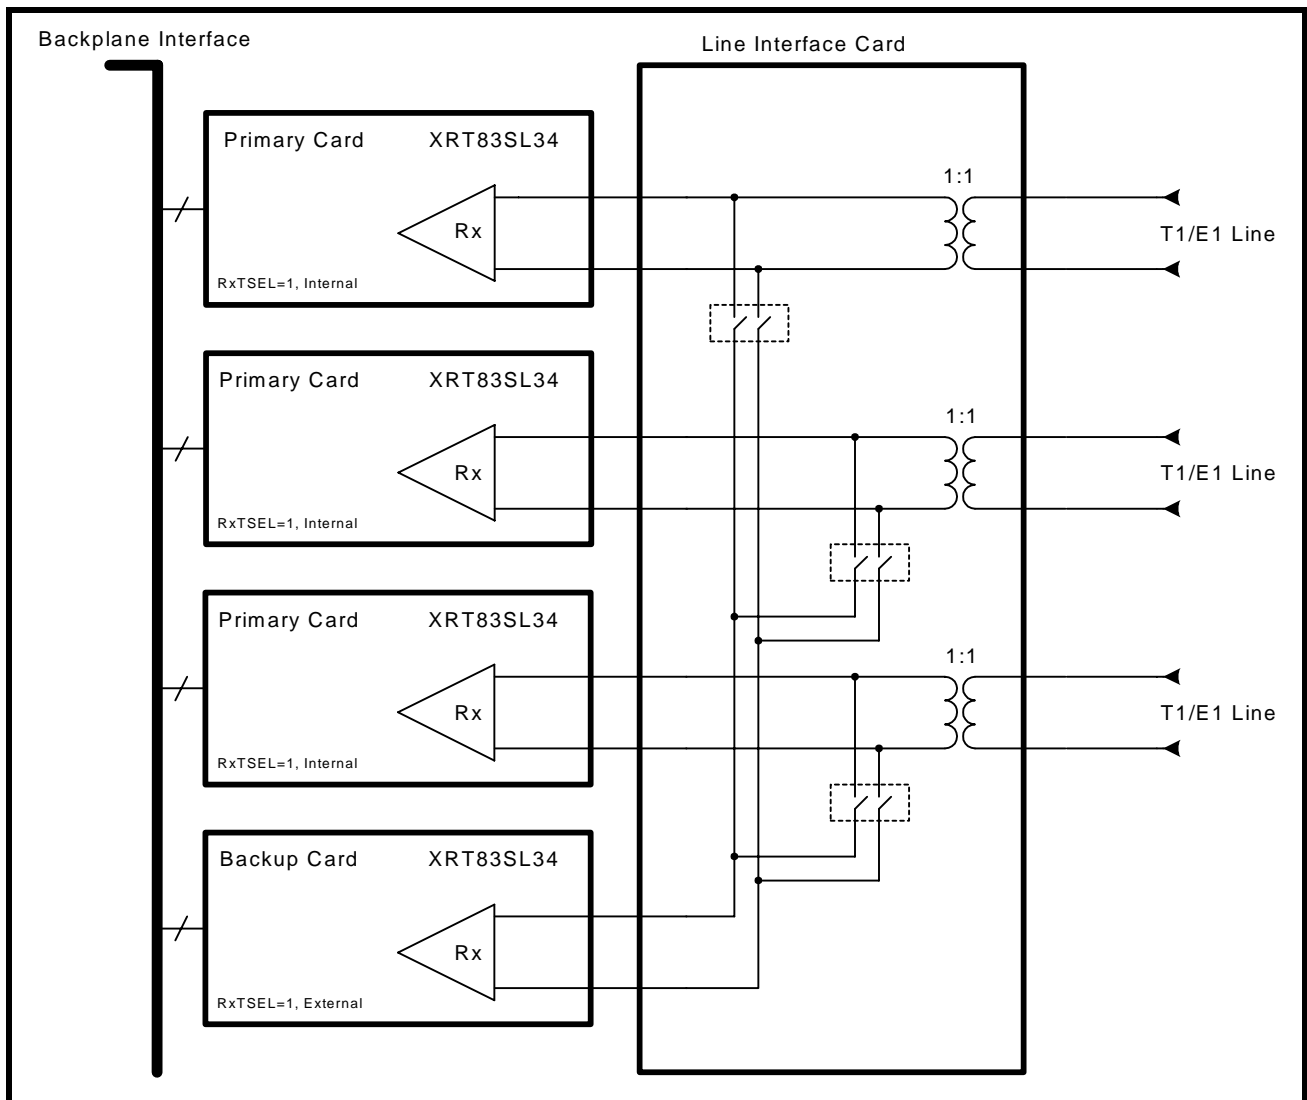 Backplane Interface
Line Interface Card
Primary Card XRT83SL34
1:1
Rx
T1/E1 Line
RxTSEL=1, Internal
Primary Card XRT83SL34
1:1
Rx
T1/E1 Line
RxTSEL=1, Internal
Primary Card XRT83SL34
1:1
Rx
T1/E1 Line
RxTSEL=1, Internal
Backup Card XRT83SL34
Rx
RxTSEL=1, External